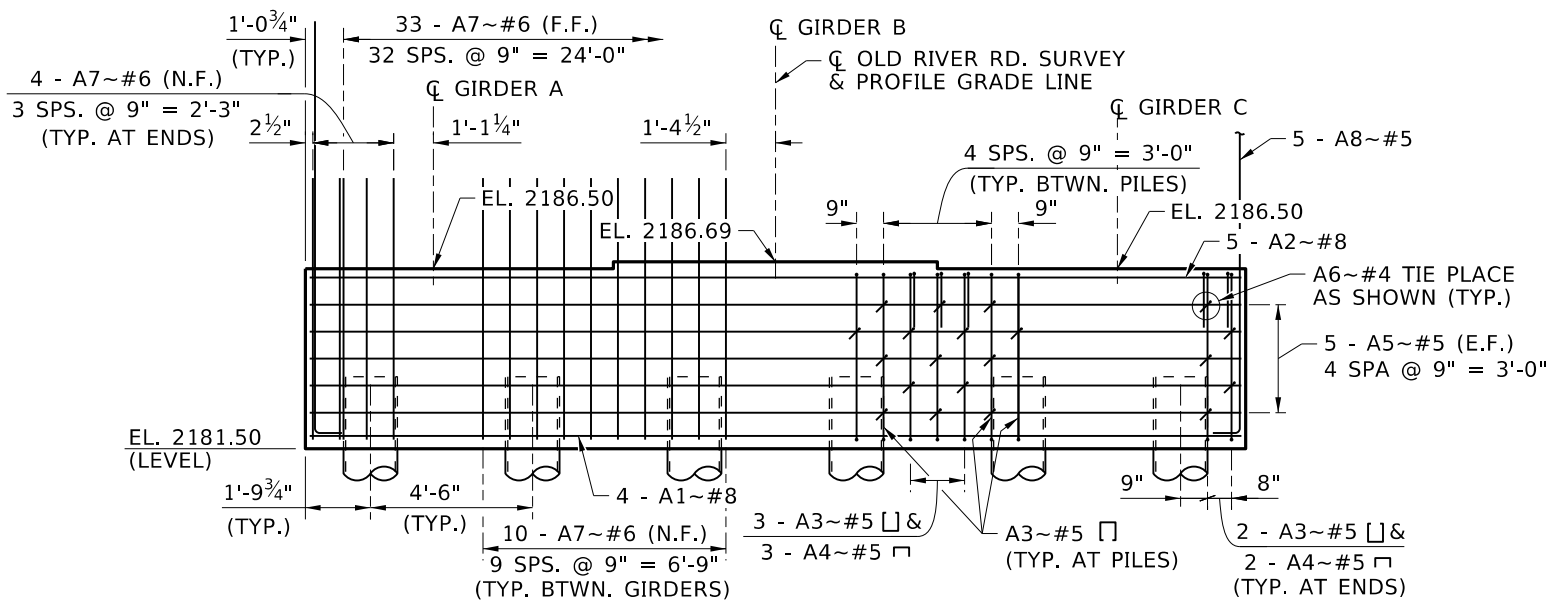 1'-0¾"
(TYP.)
33 - A7~#6 (F.F.)
32 SPS. @ 9" = 24'-0"
4 - A7~#6 (N.F.)
3 SPS. @ 9" = 2'-3"
(TYP. AT ENDS)
2½"
℄ GIRDER A
1'-1¼"
1'-4½"
℄ GIRDER B
℄ OLD RIVER RD. SURVEY
& PROFILE GRADE LINE
℄ GIRDER C
4 SPS. @ 9" = 3'-0"
(TYP. BTWN. PILES)
5 - A8~#5
9"
9"
EL. 2186.50
EL. 2186.69
EL. 2186.50
5 - A2~#8
A6~#4 TIE PLACE
AS SHOWN (TYP.)
5 - A5~#5 (E.F.)
4 SPA @ 9" = 3'-0"
EL. 2181.50
(LEVEL)
1'-9¾"
(TYP.)
4'-6"
(TYP.)
4 - A1~#8
10 - A7~#6 (N.F.)
9 SPS. @ 9" = 6'-9"
(TYP. BTWN. GIRDERS)
3 - A3~#5 &
3 - A4~#5
A3~#5
(TYP. AT PILES)
9"
8"
2 - A3~#5 &
2 - A4~#5
(TYP. AT ENDS)